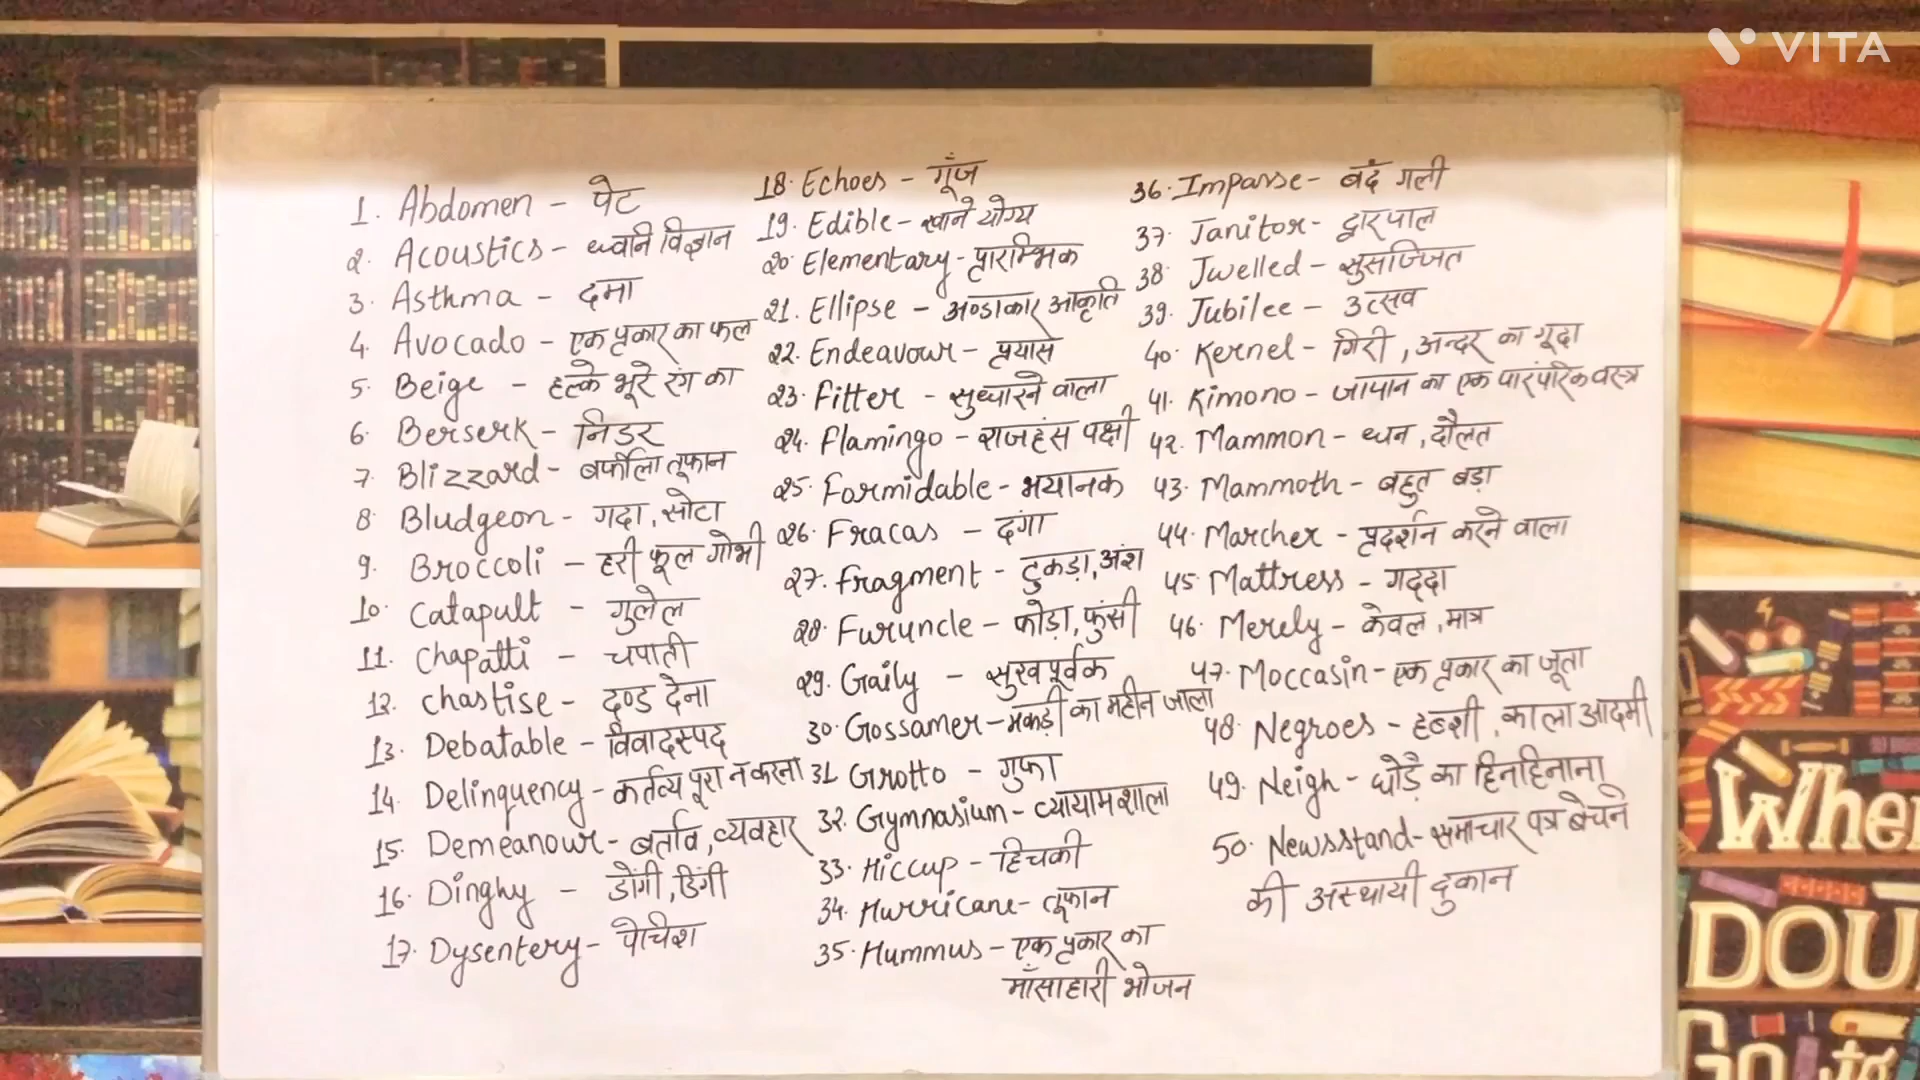 VITA
1. Abdomen - पेट
2. Acoustics - ध्वनि विज्ञान
3. Asthma - दमा
4. Avocado - एक प्रकार का फल
5. Beige - हल्के भूरे रंग का
6. Berserk - निडर
7. Blizzard - बर्फीला तूफान
8. Bludgeon - गदा, सोटा
9. Broccoli - हरी फूल गोभी
10. Catapult - गुलेल
11. Chapatti - चपाती
12. Chastise - दण्ड देना
13. Debatable - विवादस्पद
14. Delinquency - कर्तव्य पूरा न करना
15. Demeanour - बर्ताव, व्यवहार
16. Dinghy - डोंगी, डिंगी
17. Dysentery - पेचिश
18. Echoes - गूँज
19. Edible - खाने योग्य
20. Elementary - प्रारम्भिक
21. Ellipse - अण्डाकार आकृति
22. Endeavour - प्रयास
23. Fitter - सुधारने वाला
24. Flamingo - राजहंस पक्षी
25. Formidable - भयानक
26. Fracas - दंगा
27. Fragment - टुकड़ा, अंश
28. Furuncle - फोड़ा, फुंसी
29. Gaily - सुखपूर्वक
30. Gossamer - मकड़ी का महीन जाला
31. Grotto - गुफा
32. Gymnasium - व्यायामशाला
33. Hiccup - हिचकी
34. Hurricane - तूफान
35. Hummus - एक प्रकार का
माँसाहारी भोजन
36. Impasse - बंद गली
37. Janitor - द्वारपाल
38. Jwelled - सुसज्जित
39. Jubilee - उत्सव
40. Kernel - गिरी, अन्दर का गूदा
41. Kimono - जापान का एक पारंपरिक वस्त्र
42. Mammon - धन, दौलत
43. Mammoth - बहुत बड़ा
44. Marcher - प्रदर्शन करने वाला
45. Mattress - गद्दा
46. Merely - केवल, मात्र
47. Moccasin - एक प्रकार का जूता
48. Negroes - हब्शी, काला आदमी
49. Neigh - घोड़े का हिनहिनाना
50. Newsstand - समाचार पत्र बेचने
की अस्थायी दुकान
When
DOU
Go to